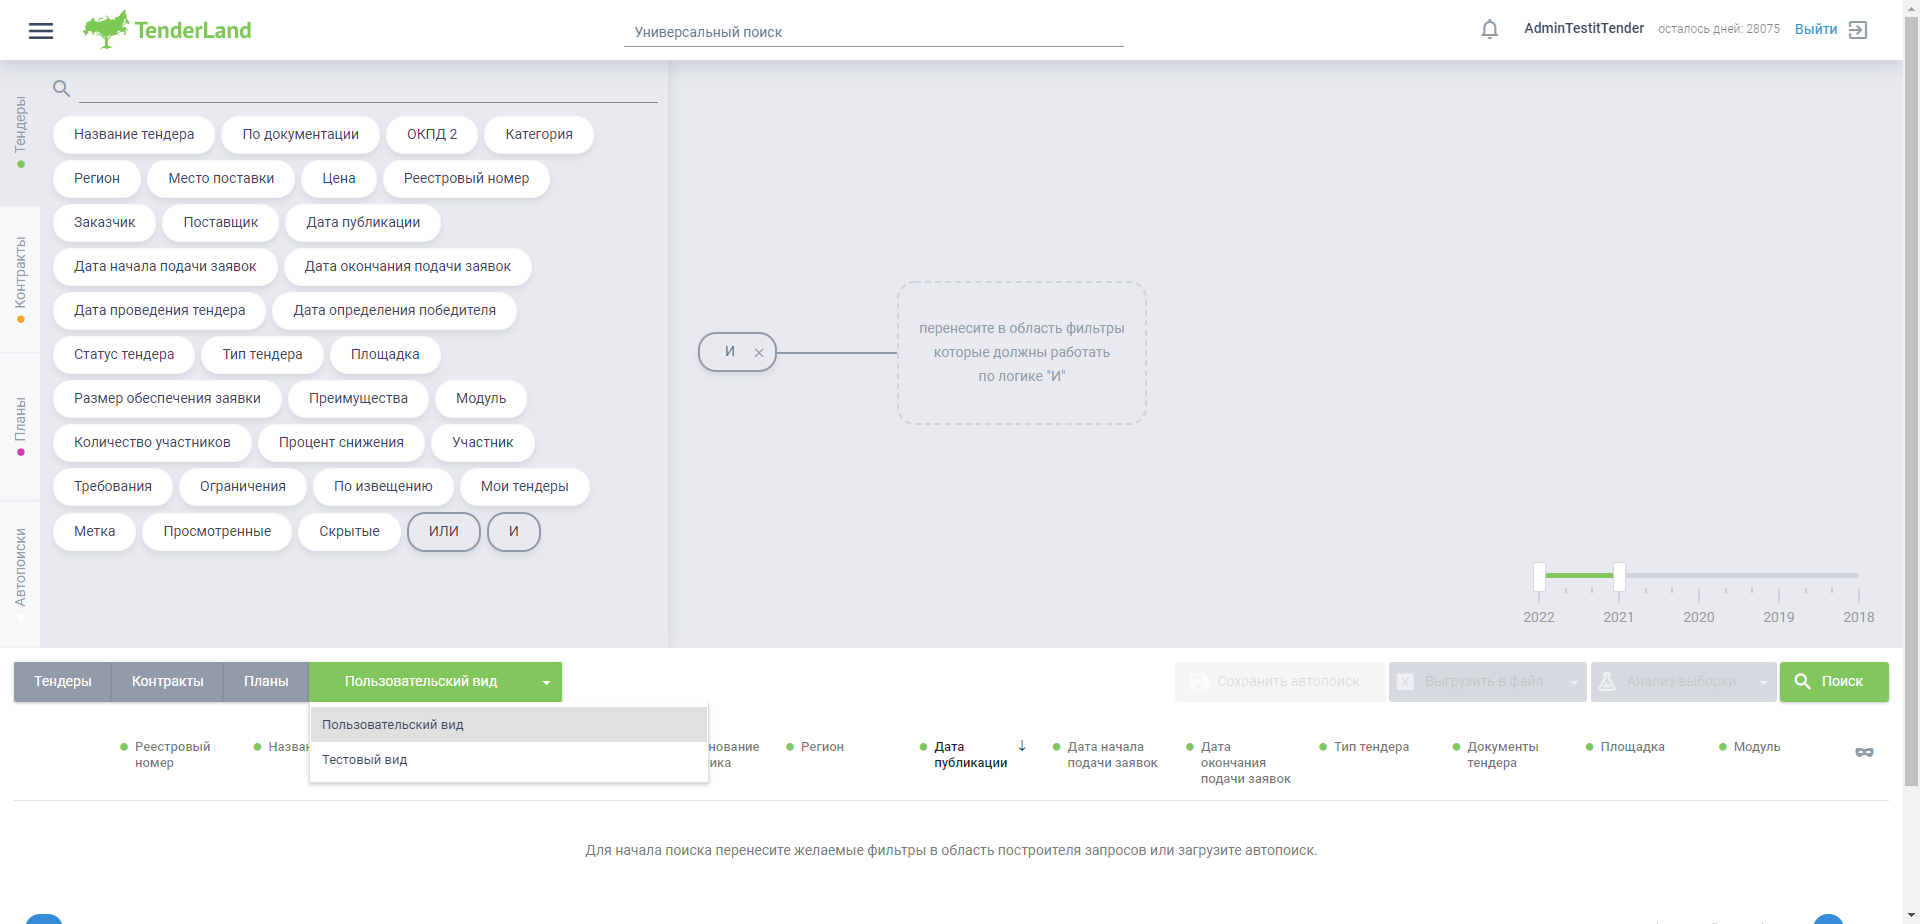 TenderLand
Универсальный поиск
AdminTestitTender
осталось дней: 28075
Выйти
Тендеры
Контракты
Планы
Автопоиски
Название тендера
По документации
ОКПД 2
Категория
Регион
Место поставки
Цена
Реестровый номер
Заказчик
Поставщик
Дата публикации
Дата начала подачи заявок
Дата окончания подачи заявок
Дата проведения тендера
Дата определения победителя
Статус тендера
Тип тендера
Площадка
Размер обеспечения заявки
Преимущества
Модуль
Количество участников
Процент снижения
Участник
Требования
Ограничения
По извещению
Мои тендеры
Метка
Просмотренные
Скрытые
ИЛИ
И
И
перенесите в область фильтры
которые должны работать
по логике "И"
2022
2021
2020
2019
2018
Тендеры
Контракты
Планы
Пользовательский вид
Сохранить автопоиск
Выгрузить в файл
Анализ выборки
Поиск
Пользовательский вид
Тестовый вид
Реестровый
номер
Назван
нование
ика
Регион
Дата
публикации
Дата начала
подачи заявок
Дата
окончания
подачи заявок
Тип тендера
Документы
тендера
Площадка
Модуль
Для начала поиска перенесите желаемые фильтры в область построителя запросов или загрузите автопоиск.